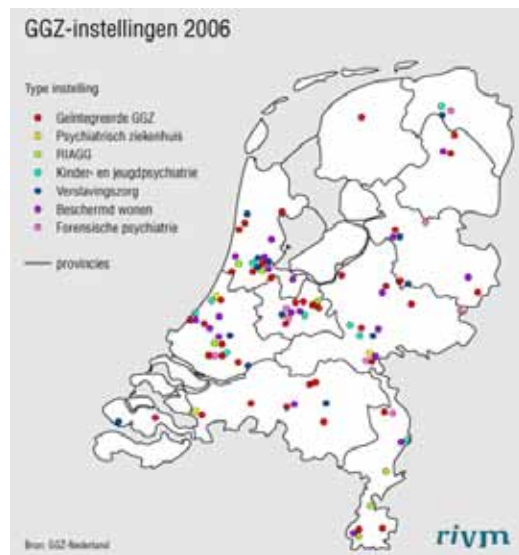 GGZ-instellingen 2006
Type instelling
Geïntegreerde GGZ
Psychiatrisch ziekenhuis
RIAGG
Kinder- en jeugdpsychiatrie
Verslavingszorg
Beschermd wonen
Forensische psychiatrie
provincies
Bron: GGZ-Nederland
rivm